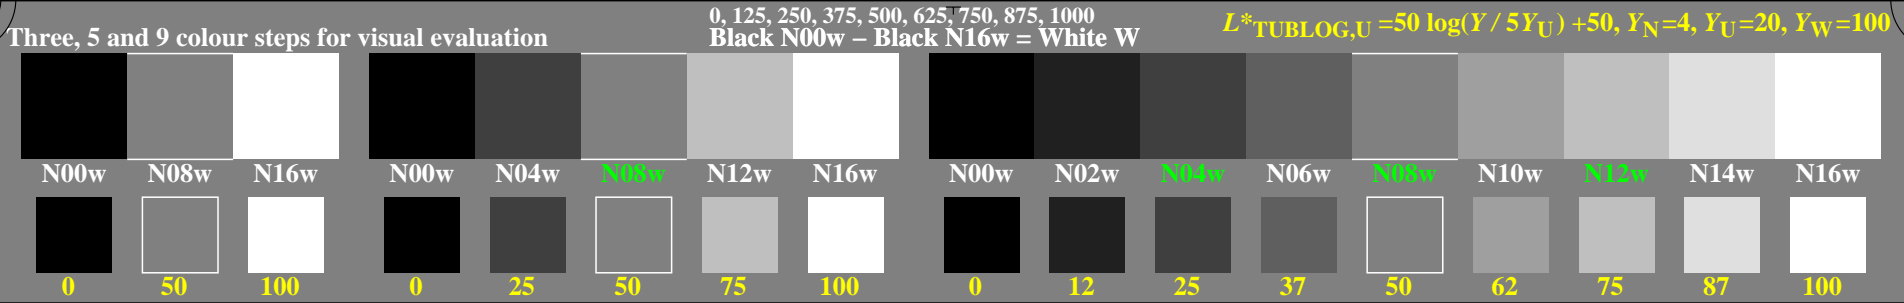 Three, 5 and 9 colour steps for visual evaluation
0, 125, 250, 375, 500, 625, 750, 875, 1000
Black N00w – Black N16w = White W
L*TUBLOG,U =50 log(Y / 5YU) +50, YN=4, YU=20, YW=100
N00w N08w N16w N00w N04w N08w N12w N16w N00w N02w N04w N06w N08w N10w N12w N14w N16w
0 50 100 0 25 50 75 100 0 12 25 37 50 62 75 87 100